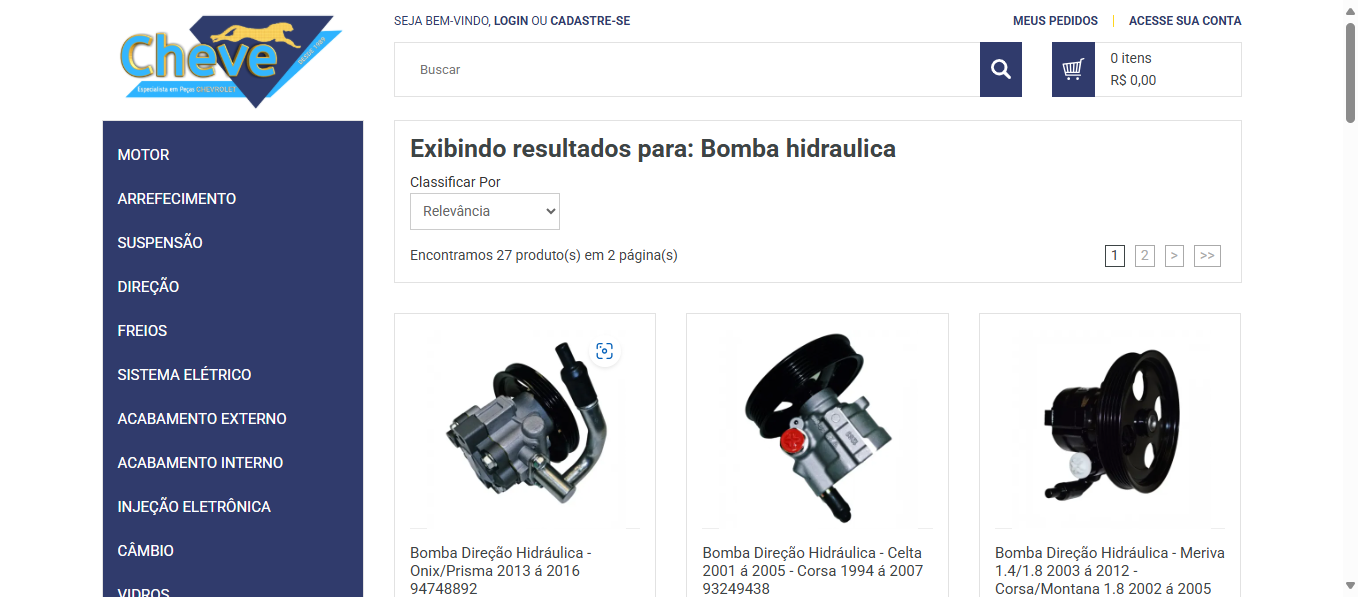 Cheve
DESDE 1989
Especialista em Peças CHEVROLET
SEJA BEM-VINDO, LOGIN OU CADASTRE-SE
MEUS PEDIDOS
ACESSE SUA CONTA
Buscar
0 itens
R$ 0,00
MOTOR
ARREFECIMENTO
SUSPENSÃO
DIREÇÃO
FREIOS
SISTEMA ELÉTRICO
ACABAMENTO EXTERNO
ACABAMENTO INTERNO
INJEÇÃO ELETRÔNICA
CÂMBIO
VIDROS
Exibindo resultados para: Bomba hidraulica
Classificar Por
Relevância
Encontramos 27 produto(s) em 2 página(s)
1 2 > >>
Bomba Direção Hidráulica -
Onix/Prisma 2013 á 2016
94748892
Bomba Direção Hidráulica - Celta
2001 á 2005 - Corsa 1994 á 2007
93249438
Bomba Direção Hidráulica - Meriva
1.4/1.8 2003 á 2012 -
Corsa/Montana 1.8 2002 á 2005